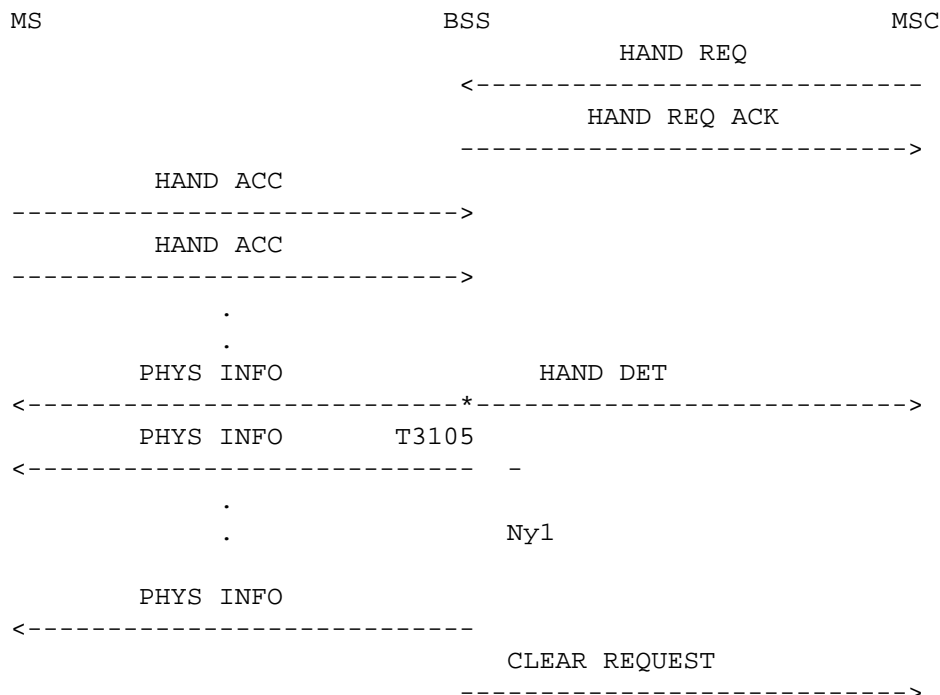 MS BSS MSC
HAND REQ
<----------------------------
HAND REQ ACK
---------------------------->
HAND ACC
---------------------------->
HAND ACC
---------------------------->
.
.
PHYS INFO HAND DET
<---------------------------*--------------------------->
PHYS INFO T3105
<---------------------------- -
.
. Ny1
PHYS INFO
<----------------------------
CLEAR REQUEST
---------------------------->